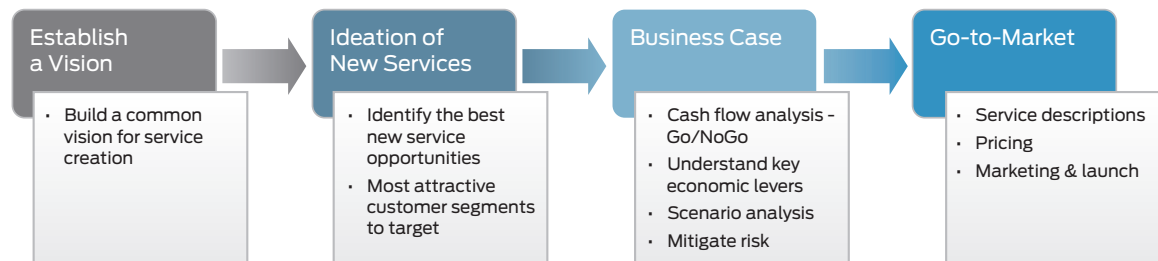 Establish
a Vision
· Build a common
vision for service
creation
Ideation of
New Services
· Identify the best
new service
opportunities
· Most attractive
customer segments
to target
Business Case
· Cash flow analysis -
Go/NoGo
· Understand key
economic levers
· Scenario analysis
· Mitigate risk
Go-to-Market
· Service descriptions
· Pricing
· Marketing & launch